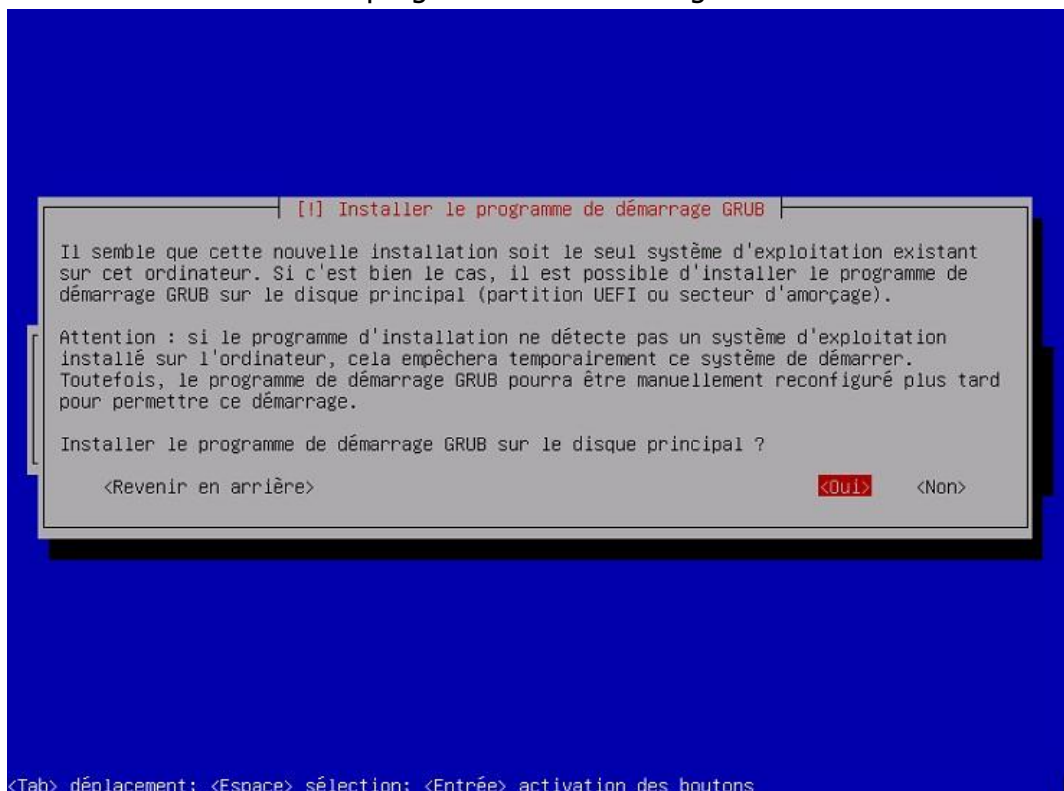 [!] Installer le programme de démarrage GRUB
Il semble que cette nouvelle installation soit le seul système d'exploitation existant
sur cet ordinateur. Si c'est bien le cas, il est possible d'installer le programme de
démarrage GRUB sur le disque principal (partition UEFI ou secteur d'amorçage).
Attention : si le programme d'installation ne détecte pas un système d'exploitation
installé sur l'ordinateur, cela empêchera temporairement ce système de démarrer.
Toutefois, le programme de démarrage GRUB pourra être manuellement reconfiguré plus tard
pour permettre ce démarrage.
Installer le programme de démarrage GRUB sur le disque principal ?
<Revenir en arrière> <Oui> <Non>
<Tab> déplacement; <Espace> sélection; <Entrée> activation des boutons